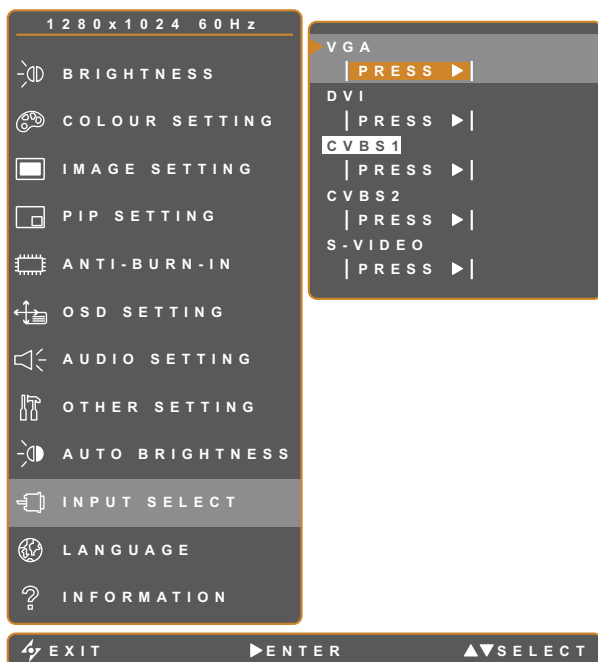 1280x1024 60Hz
BRIGHTNESS
COLOUR SETTING
IMAGE SETTING
PIP SETTING
ANTI-BURN-IN
OSD SETTING
AUDIO SETTING
OTHER SETTING
AUTO BRIGHTNESS
INPUT SELECT
LANGUAGE
INFORMATION
VGA
PRESS
DVI
PRESS
CVBS1
PRESS
CVBS2
PRESS
S-VIDEO
PRESS
EXIT ENTER SELECT